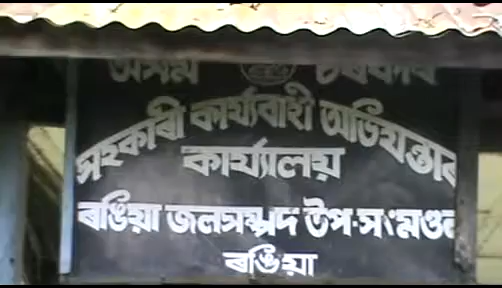 অসম চৰকাৰ
সহকাৰী কাৰ্য্যবাহী অভিযন্তাৰ
কাৰ্য্যালয়
ৰঙিয়া জলসম্পদ উপ-সংমণ্ডল
ৰঙিয়া